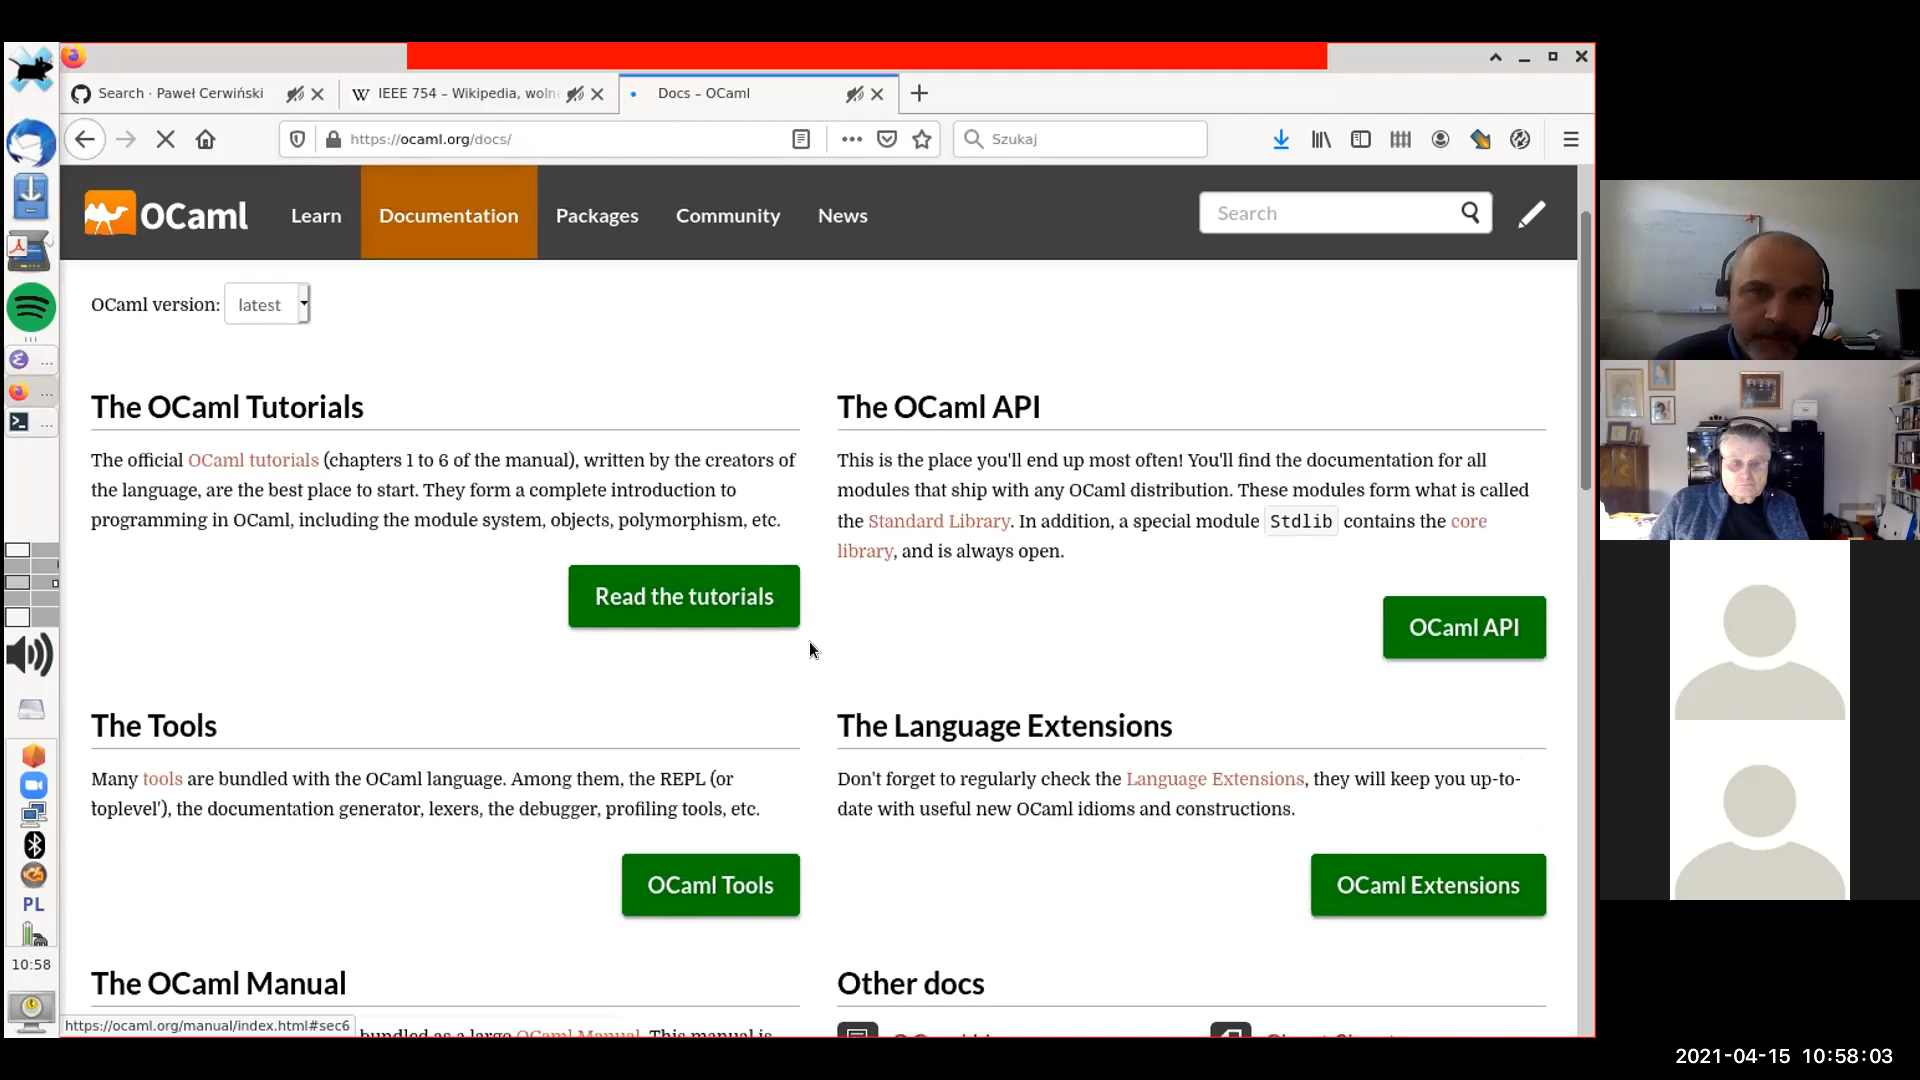 Search · Paweł Cerwiński
W IEEE 754 – Wikipedia, woln
Docs – OCaml
https://ocaml.org/docs/
Szukaj
OCaml
Learn
Documentation
Packages
Community
News
Search
OCaml version: latest
The OCaml Tutorials
The official OCaml tutorials (chapters 1 to 6 of the manual), written by the creators of
the language, are the best place to start. They form a complete introduction to
programming in OCaml, including the module system, objects, polymorphism, etc.
Read the tutorials
The OCaml API
This is the place you'll end up most often! You'll find the documentation for all
modules that ship with any OCaml distribution. These modules form what is called
the Standard Library. In addition, a special module Stdlib contains the core
library, and is always open.
OCaml API
The Tools
Many tools are bundled with the OCaml language. Among them, the REPL (or
toplevel'), the documentation generator, lexers, the debugger, profiling tools, etc.
OCaml Tools
The Language Extensions
Don't forget to regularly check the Language Extensions, they will keep you up-to-
date with useful new OCaml idioms and constructions.
OCaml Extensions
The OCaml Manual
bundled as a large OCaml Manual. This manual is
Other docs
https://ocaml.org/manual/index.html#sec6
PL
10:58
2021-04-15 10:58:03